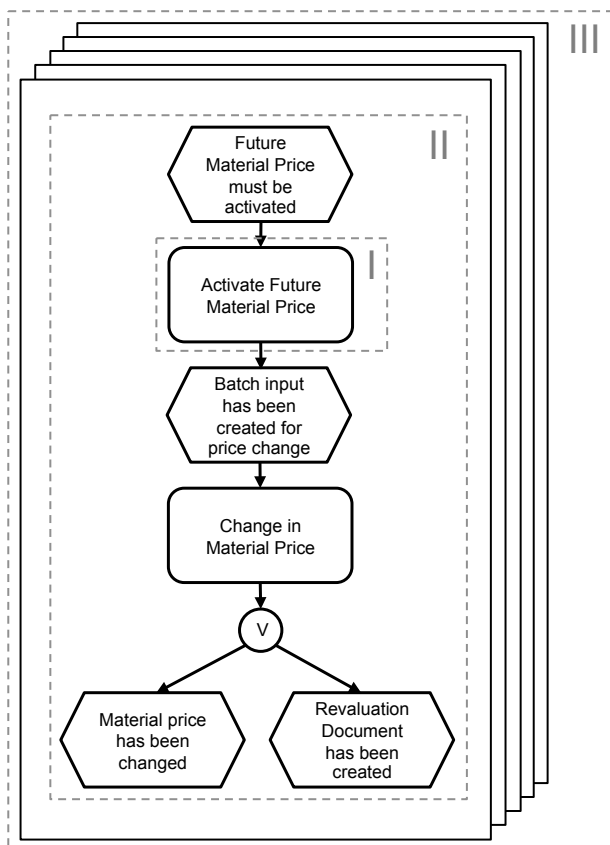 III
II
Future
Material Price
must be
activated
I
Activate Future
Material Price
Batch input
has been
created for
price change
Change in
Material Price
V
Material price
has been
changed
Revaluation
Document
has been
created